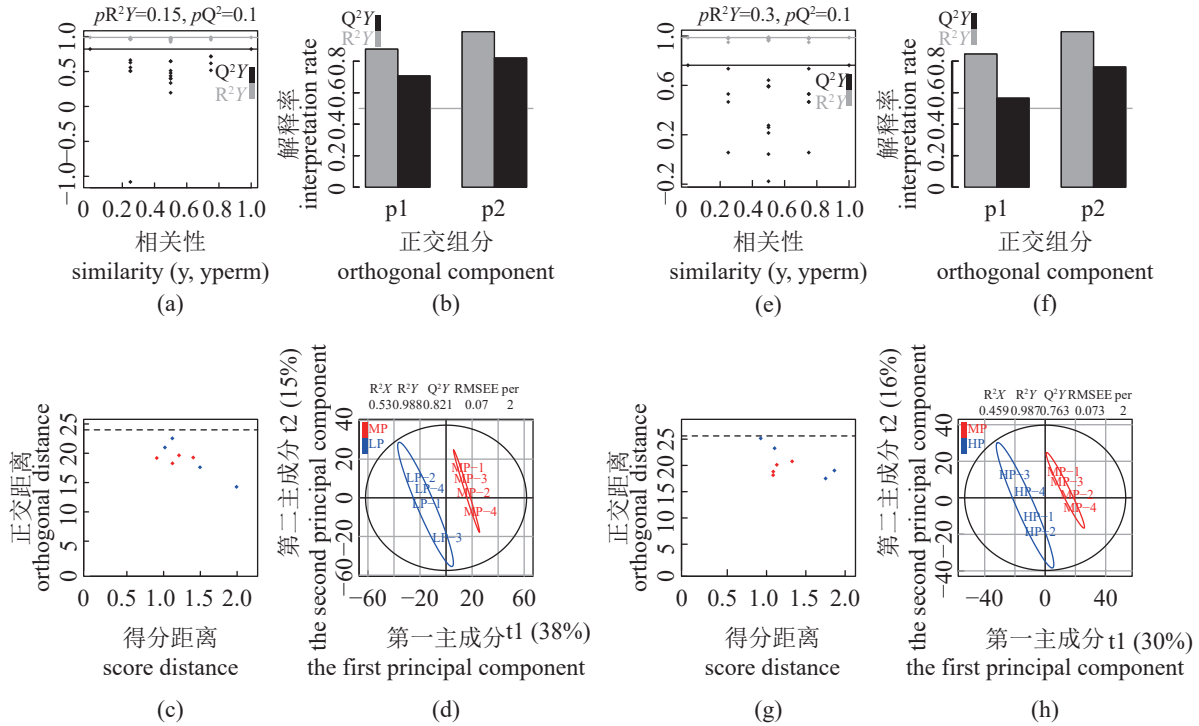 pR²Y=0.15, pQ²=0.1
1.0
0.5
0
−0.5
−1.0
Q²Y
R²Y
0 0.2 0.4 0.6 0.8 1.0
相关性
similarity (y, yperm)
(a)
Q²Y
R²Y
解释率
interpretation rate
0 0.2 0.4 0.6 0.8
p1 p2
正交组分
orthogonal component
(b)
pR²Y=0.3, pQ²=0.1
1.0
0.6
0.2
−0.2
Q²Y
R²Y
0 0.2 0.4 0.6 0.8 1.0
相关性
similarity (y, yperm)
(e)
Q²Y
R²Y
解释率
interpretation rate
0 0.2 0.4 0.6 0.8
p1 p2
正交组分
orthogonal component
(f)
正交距离
orthogonal distance
0 5 10 15 20 25
0 0.5 1.0 1.5 2.0
得分距离
score distance
(c)
第二主成分 t2 (15%)
the second principal component
R²X R²Y Q²Y RMSEE per
0.53 0.988 0.821 0.07 2
MP
LP
40
20
0
−20
−60
LP−2
LP−4
LP−1
LP−3
MP−1
MP−3
MP−2
MP−4
−60 −20 0 20 60
第一主成分 t1 (38%)
the first principal component
(d)
正交距离
orthogonal distance
0 5 10 15 20 25
0 0.5 1.0 1.5 2.0
得分距离
score distance
(g)
第二主成分 t2 (16%)
the second principal component
R²X R²Y Q²Y RMSEE per
0.459 0.987 0.763 0.073 2
MP
HP
40
20
0
−20
−40
HP−3
HP−4
HP−1
HP−2
MP−1
MP−3
MP−2
MP−4
−40 0 40
第一主成分 t1 (30%)
the first principal component
(h)